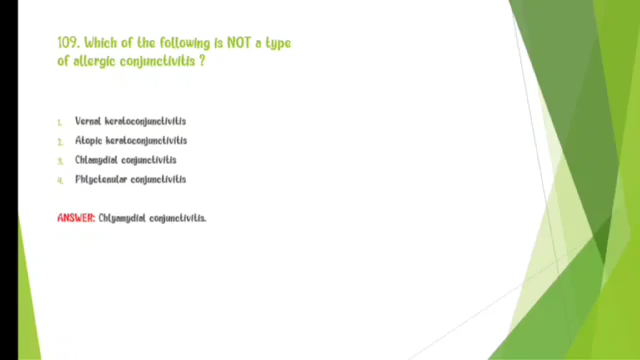 109. Which of the following is NOT a type
of allergic conjunctivitis ?
1. Vernal keratoconjunctivitis
2. Atopic keratoconjunctivitis
3. Chlamydial conjunctivitis
4. Phlyctenular conjunctivitis
ANSWER: Chlyamydial conjunctivitis.